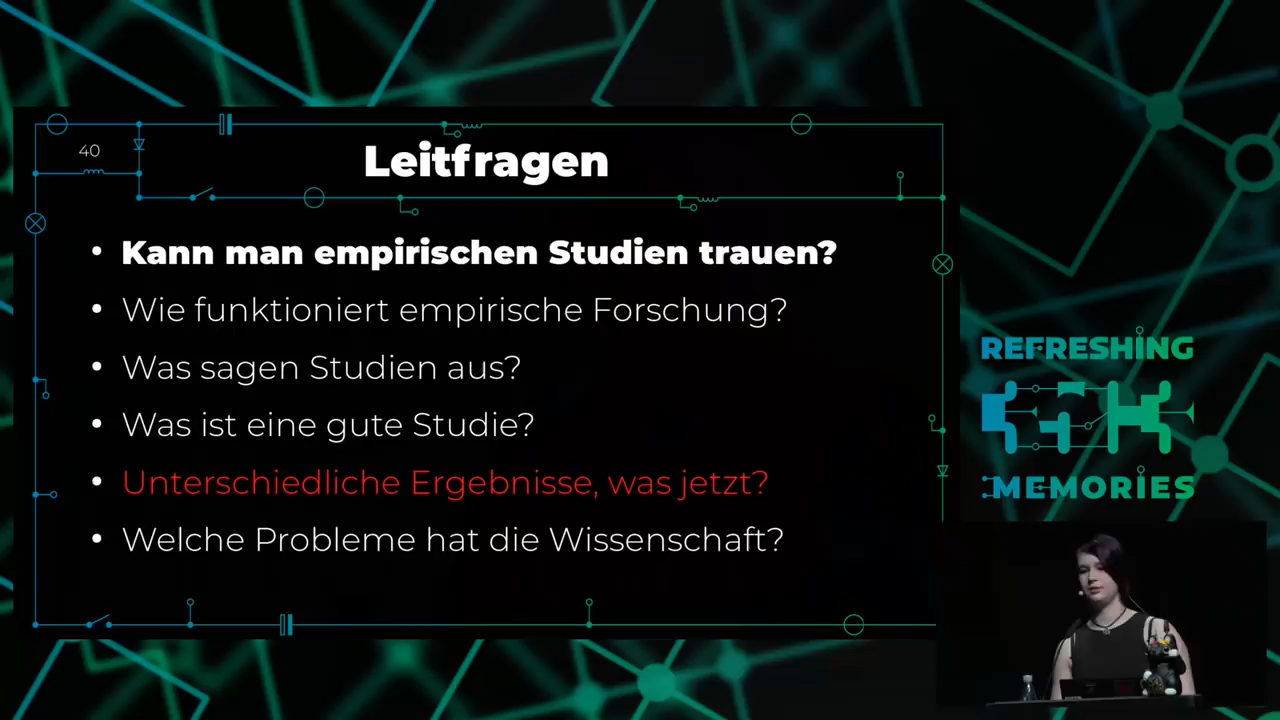 40
Leitfragen
• Kann man empirischen Studien trauen?
• Wie funktioniert empirische Forschung?
• Was sagen Studien aus?
• Was ist eine gute Studie?
• Unterschiedliche Ergebnisse, was jetzt?
• Welche Probleme hat die Wissenschaft?
REFRESHING
MEMORIES